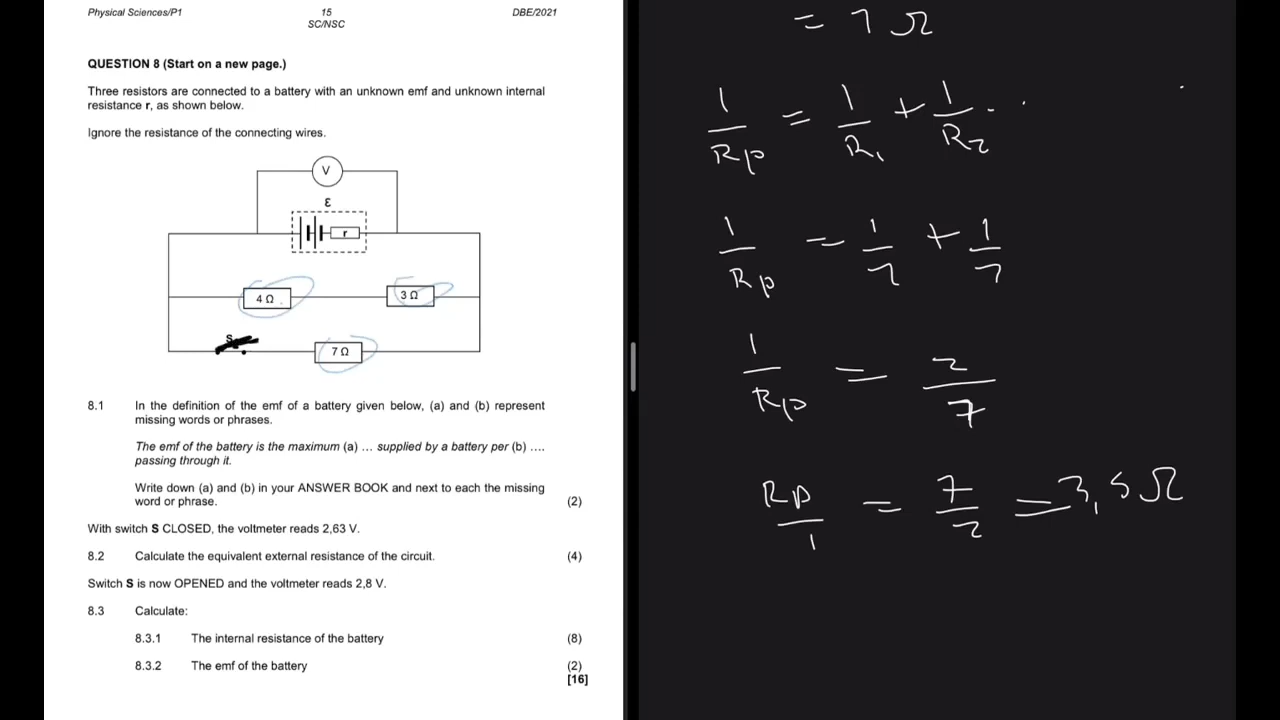 Physical Sciences/P1 15 DBE/2021
SC/NSC
QUESTION 8 (Start on a new page.)
Three resistors are connected to a battery with an unknown emf and unknown internal
resistance r, as shown below.
Ignore the resistance of the connecting wires.
V
ε
r
4 Ω
3 Ω
S
7 Ω
8.1 In the definition of the emf of a battery given below, (a) and (b) represent
missing words or phrases.
The emf of the battery is the maximum (a) … supplied by a battery per (b) ….
passing through it.
Write down (a) and (b) in your ANSWER BOOK and next to each the missing
word or phrase. (2)
With switch S CLOSED, the voltmeter reads 2,63 V.
8.2 Calculate the equivalent external resistance of the circuit. (4)
Switch S is now OPENED and the voltmeter reads 2,8 V.
8.3 Calculate:
8.3.1 The internal resistance of the battery (8)
8.3.2 The emf of the battery (2)
[16]
= 7 Ω
1/Rp = 1/R1 + 1/R2 . .
1/Rp = 1/7 + 1/7
1/Rp = 2/7
Rp/1 = 7/2 = 3,5 Ω